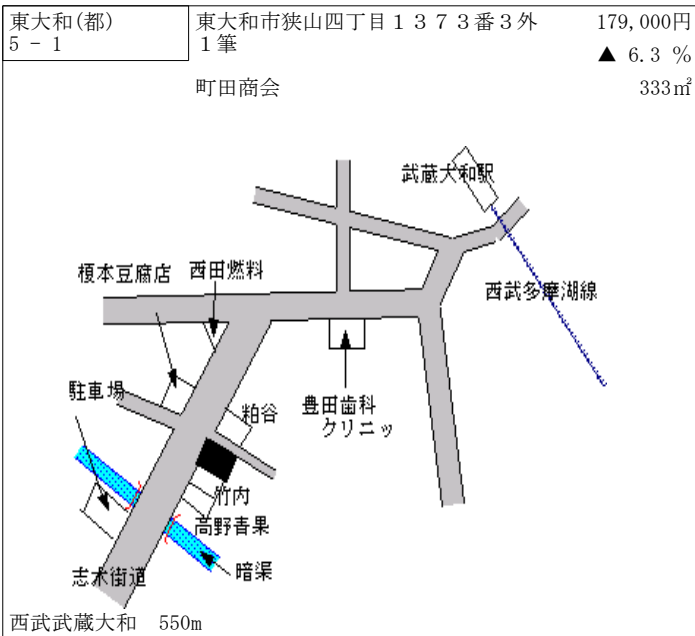 東大和(都)
5－1
東大和市狭山四丁目１３７３番３外
１筆
179,000円
▲ 6.3 ％
町田商会
333㎡
武蔵大和駅
榎本豆腐店
西田燃料
西武多摩湖線
駐車場
粕谷
豊田歯科
クリニッ
竹内
高野青果
暗渠
志木街道
西武武蔵大和　550m